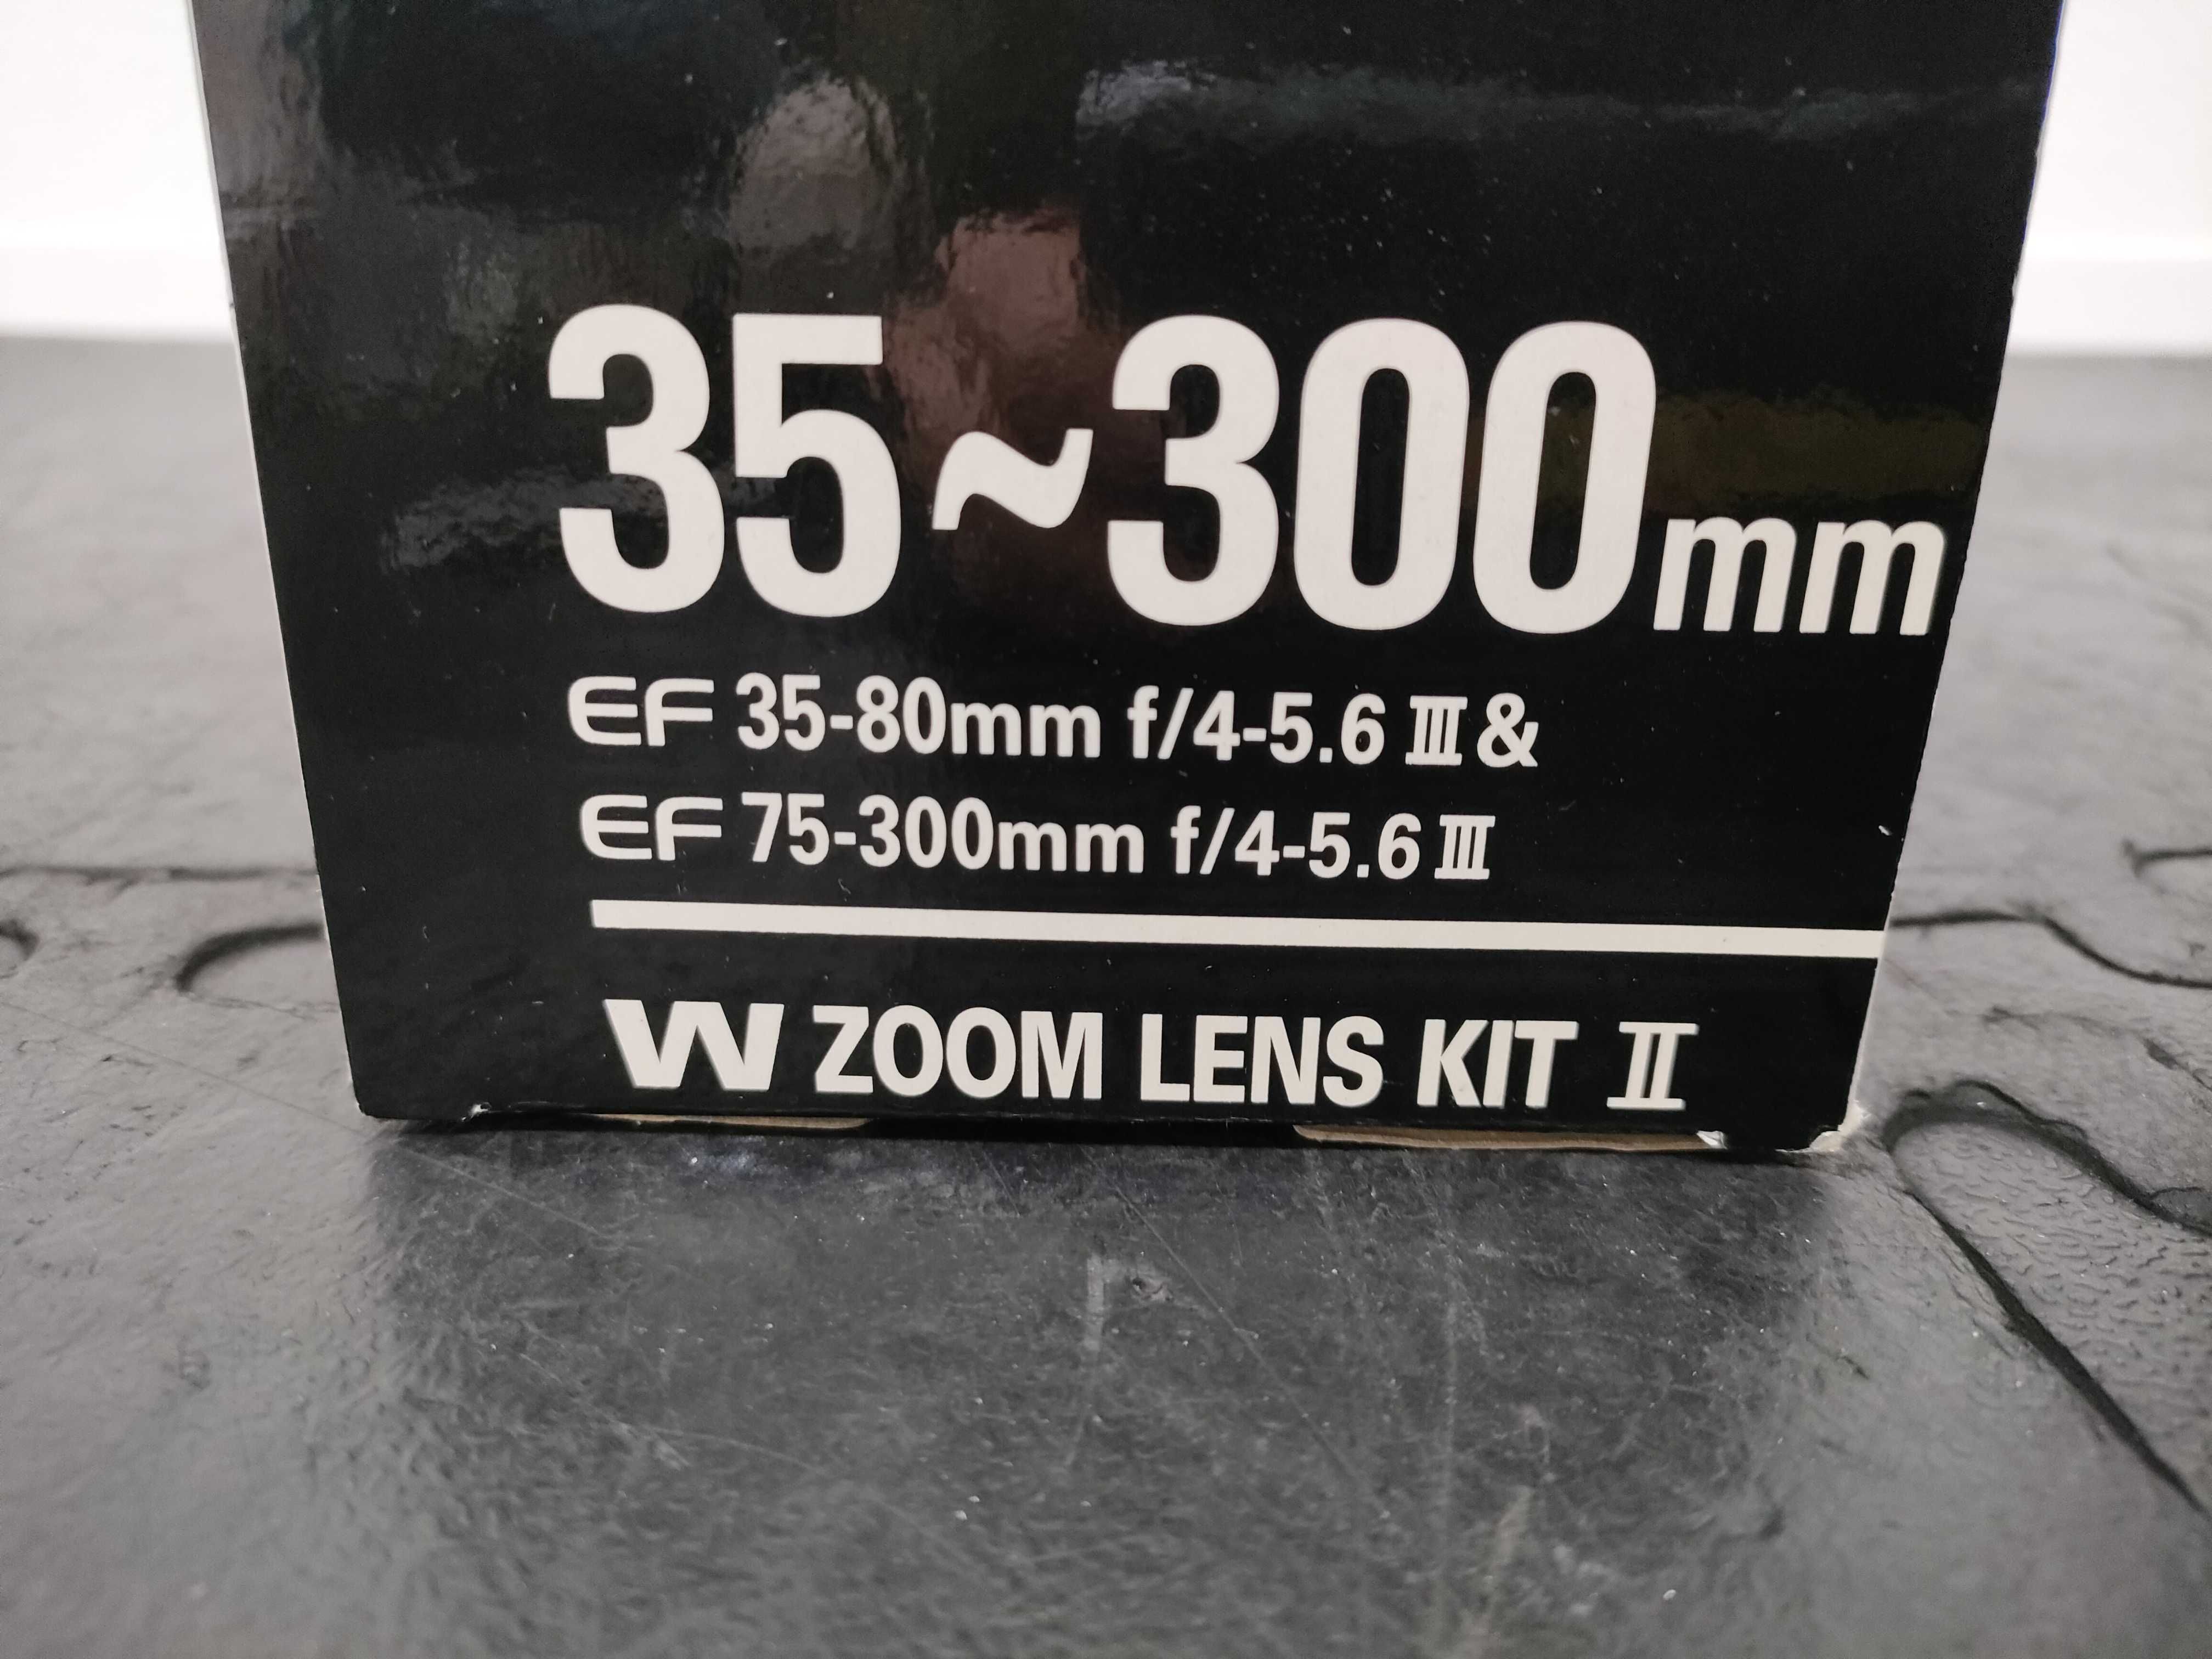 35~300mm
EF 35-80mm f/4-5.6 Ⅲ &
EF 75-300mm f/4-5.6 Ⅲ
W ZOOM LENS KIT Ⅱ